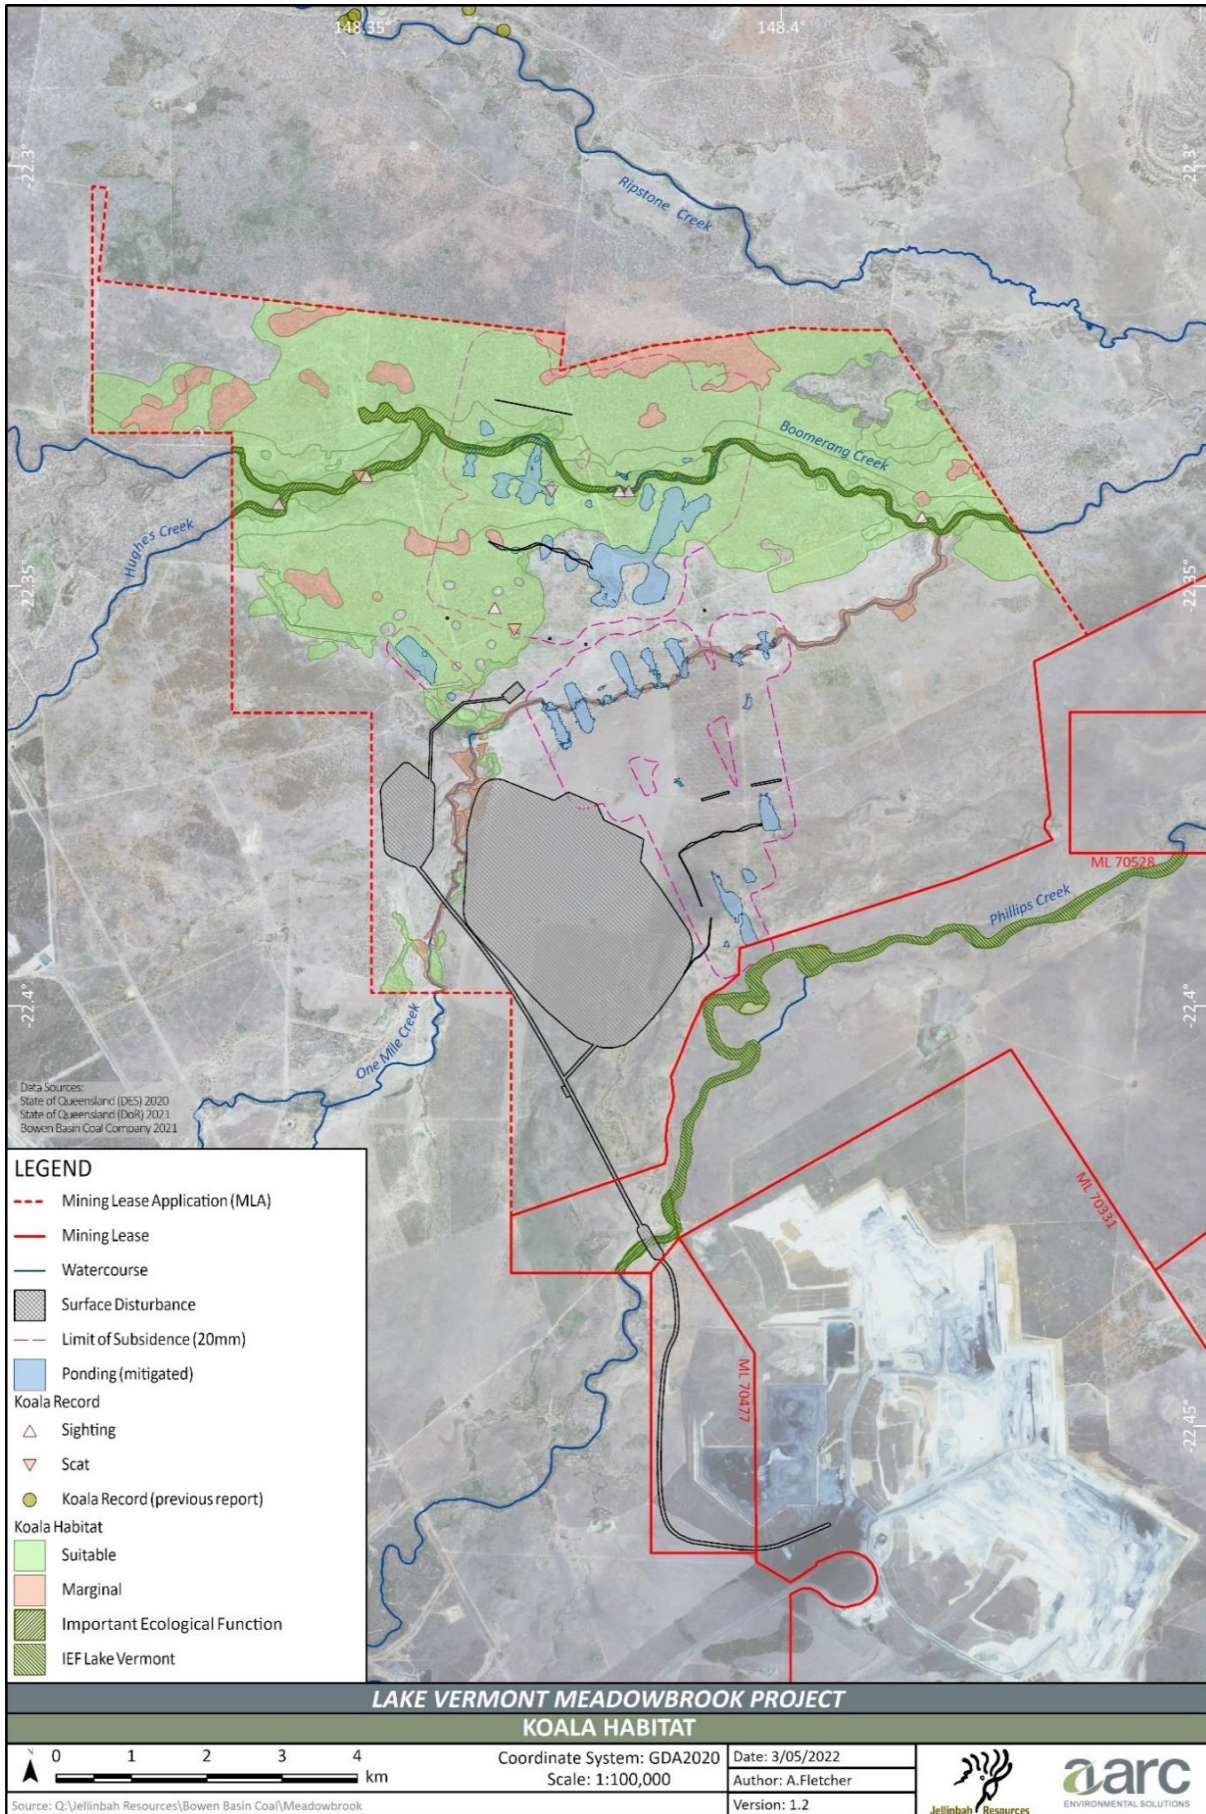 148.35°
148.4°
-22.3°
-22.3°
Ripstone Creek
Boomerang Creek
Hughes Creek
-22.35°
-22.35°
ML 70528
Phillips Creek
-22.4°
-22.4°
One Mile Creek
Data Sources:
State of Queensland (DES) 2020
State of Queensland (DoR) 2021
Bowen Basin Coal Company 2021
ML 70331
ML 70477
-22.45°
LEGEND
Mining Lease Application (MLA)
Mining Lease
Watercourse
Surface Disturbance
Limit of Subsidence (20mm)
Ponding (mitigated)
Koala Record
Sighting
Scat
Koala Record (previous report)
Koala Habitat
Suitable
Marginal
Important Ecological Function
IEF Lake Vermont
LAKE VERMONT MEADOWBROOK PROJECT
KOALA HABITAT
N
0 1 2 3 4
km
Coordinate System: GDA2020
Scale: 1:100,000
Date: 3/05/2022
Author: A.Fletcher
Version: 1.2
Source: Q:\Jellinbah Resources\Bowen Basin Coal\Meadowbrook
Jellinbah Resources
aarc
ENVIRONMENTAL SOLUTIONS